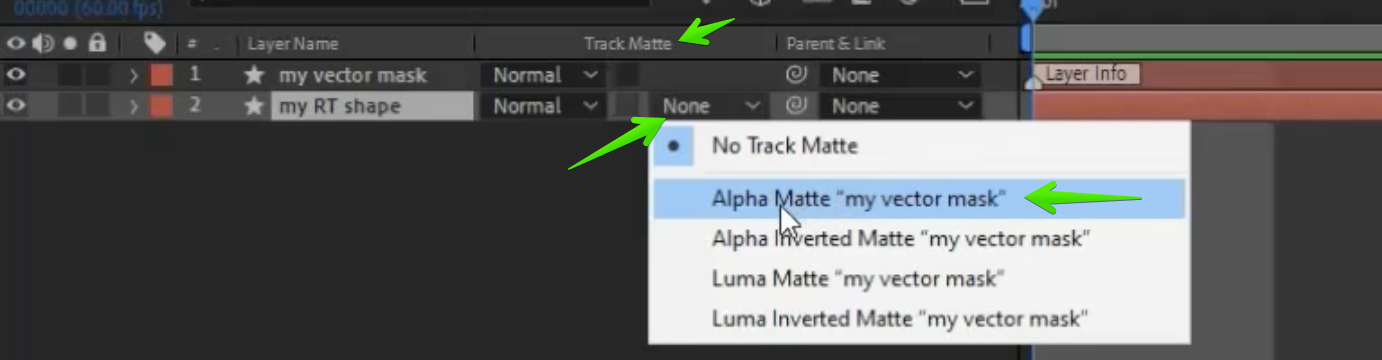 00000 (60.00 fps)
# . Layer Name Track Matte Parent & Link
1 my vector mask Normal None Layer Info
2 my RT shape Normal None None
No Track Matte
Alpha Matte "my vector mask"
Alpha Inverted Matte "my vector mask"
Luma Matte "my vector mask"
Luma Inverted Matte "my vector mask"